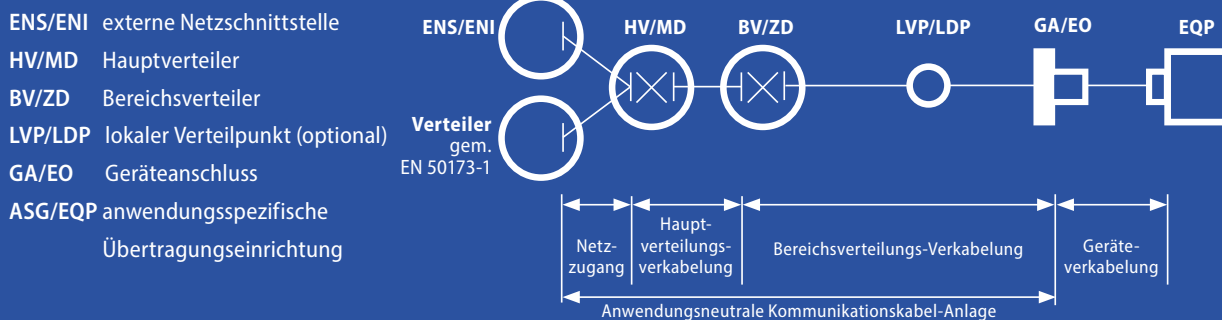 ENS/ENI externe Netzschnittstelle
HV/MD Hauptverteiler
BV/ZD Bereichsverteiler
LVP/LDP lokaler Verteilpunkt (optional)
GA/EO Geräteanschluss
ASG/EQP anwendungsspezifische
Übertragungseinrichtung
ENS/ENI
HV/MD
BV/ZD
LVP/LDP
GA/EO
EQP
Verteiler
gem.
EN 50173-1
Netz-
zugang
Haupt-
verteilungs-
verkabelung
Bereichsverteilungs-Verkabelung
Geräte-
verkabelung
Anwendungsneutrale Kommunikationskabel-Anlage